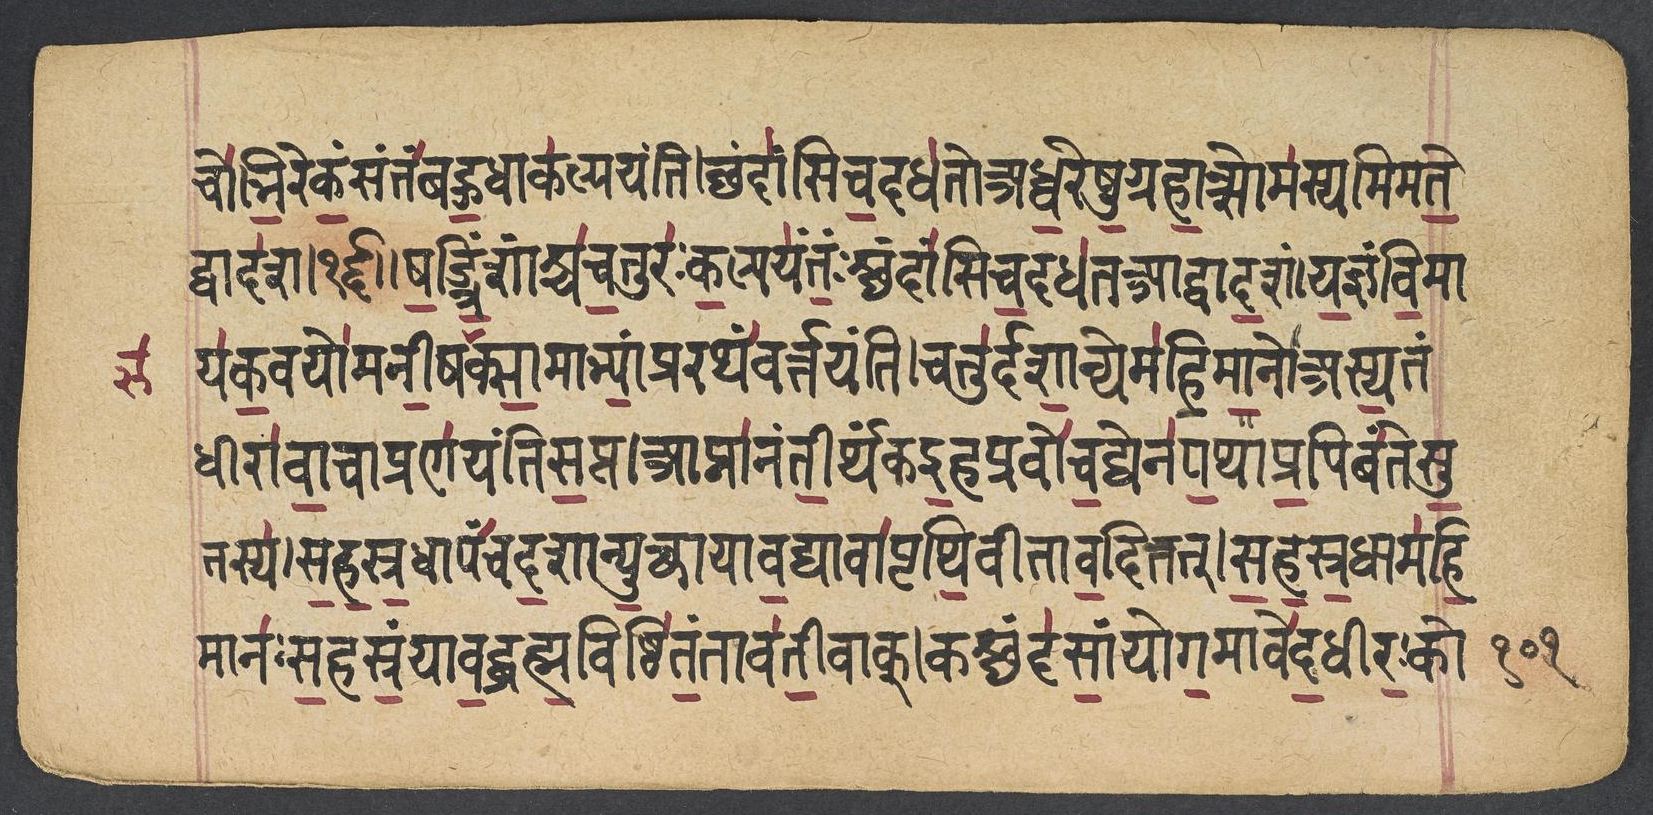 चोभिरेकंसंतंबहुधाकल्पयंति।छंदांसिचदधतोअध्वरेषुग्रहान्सोमस्यमिमते
द्वादश।१६।।षट्त्रिंशांश्चचतुरःकल्पयंतंःश्छंदांसिचदधतआद्वादशं।यज्ञंविमा
यकवयोमनीषऋक्सामाभ्यांप्ररथंवर्त्तयंति।चतुर्दशान्येमहिमानोअस्यतं
धीरावाचाप्रणयंतिसप्त।आप्नानंतीर्थंकइहप्रवोचद्येनपथाप्रपिबंतेसु
तस्य।सहस्रधापंचदशान्युक्थायावद्यावापृथिवीतावदित्तत्।सहस्रधामहि
मानःसहस्रंयावद्ब्रह्मविष्ठितंतावतीवाक्।कश्छंदसांयोगमावेदधीरःको १०१